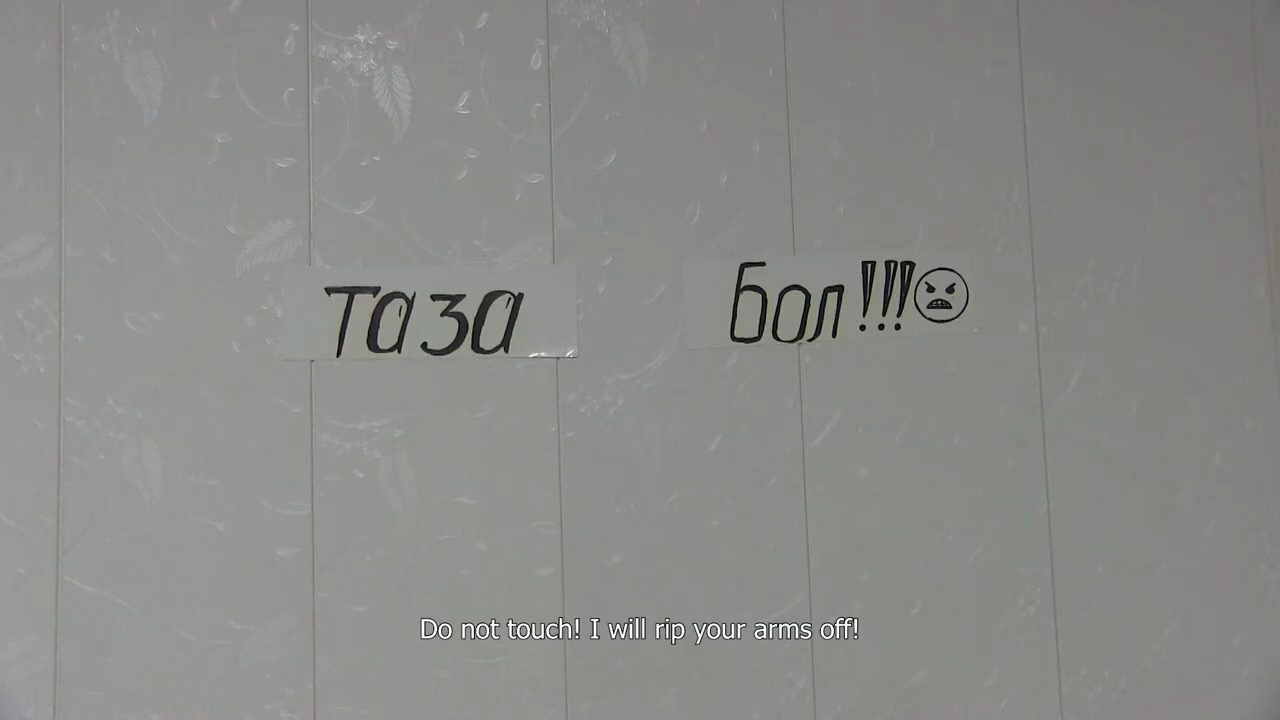 таза бол!!!
Do not touch! I will rip your arms off!